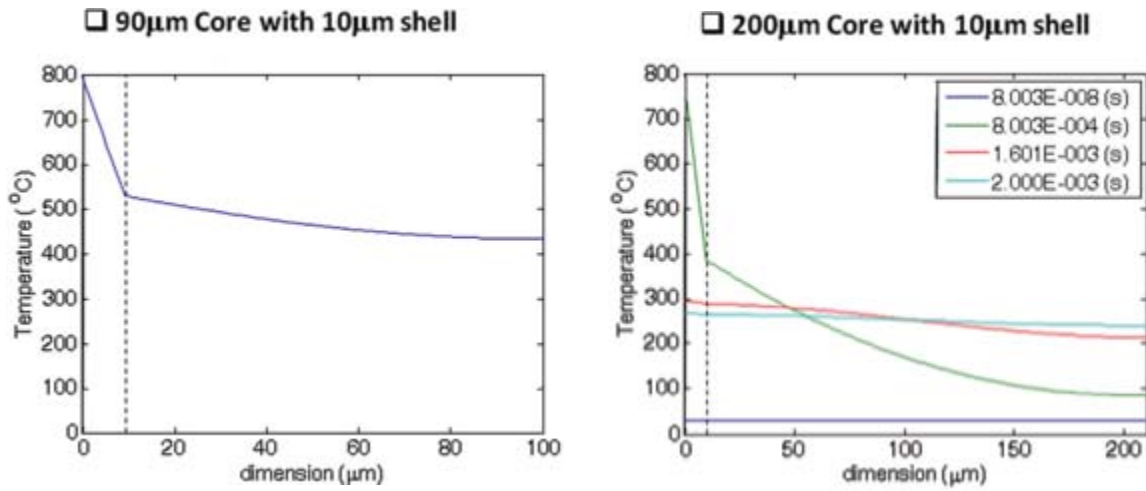 ❑ 90μm Core with 10μm shell
800
700
600
500
400
300
200
100
0
Temperature (°C)
0 20 40 60 80 100
dimension (μm)
❑ 200μm Core with 10μm shell
800
700
600
500
400
300
200
100
0
Temperature (°C)
8.003E-008 (s)
8.003E-004 (s)
1.601E-003 (s)
2.000E-003 (s)
0 50 100 150 200
dimension (μm)